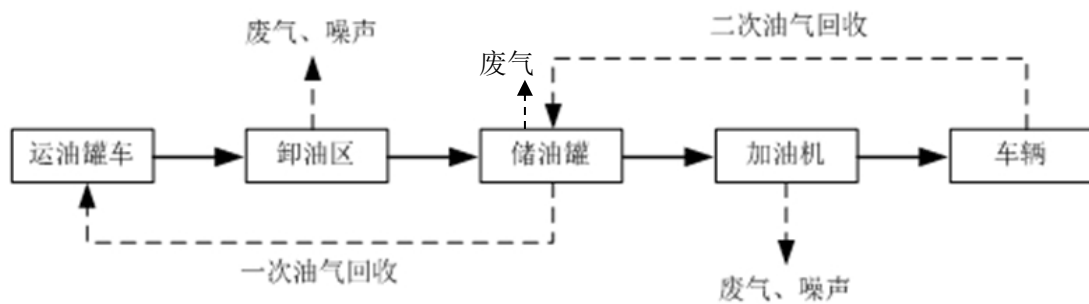 二次油气回收
废气、噪声
废气
运油罐车
卸油区
储油罐
加油机
车辆
一次油气回收
废气、噪声